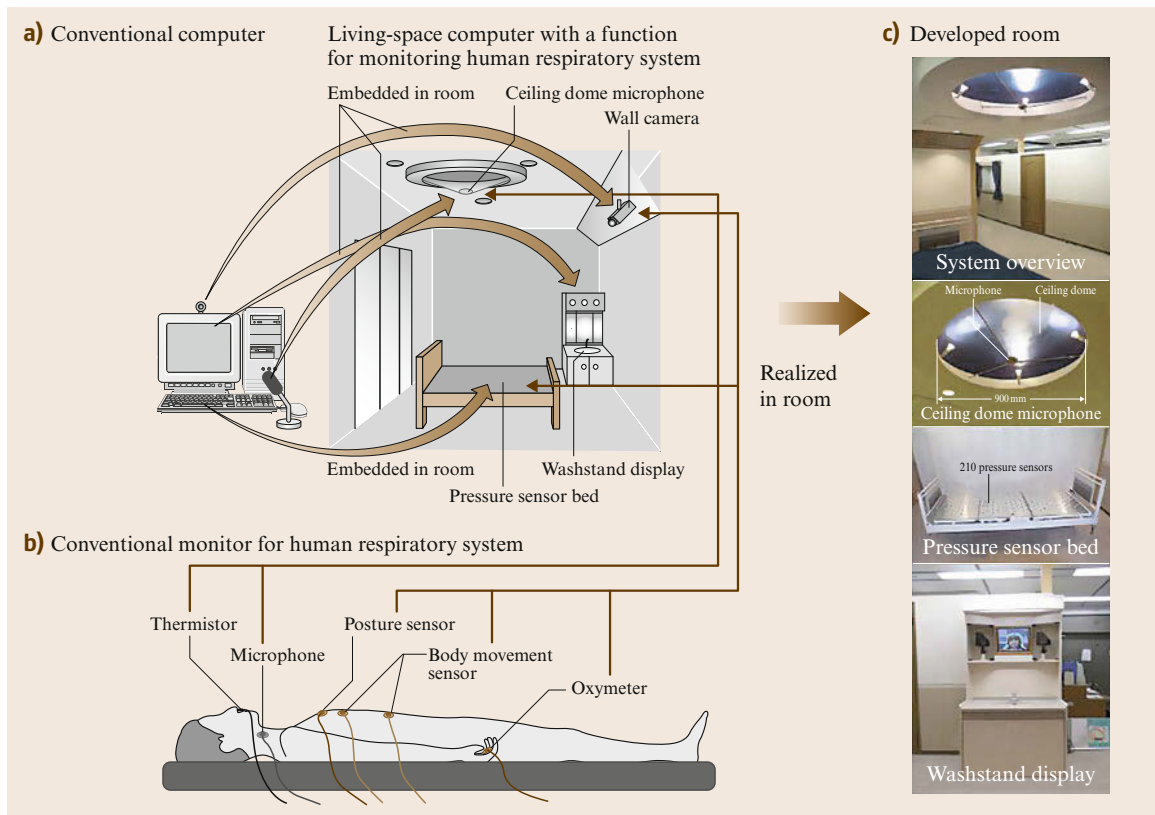 a) Conventional computer
Living-space computer with a function
for monitoring human respiratory system
Embedded in room
Ceiling dome microphone
Wall camera
Embedded in room
Washstand display
Pressure sensor bed
b) Conventional monitor for human respiratory system
Thermistor
Microphone
Posture sensor
Body movement
sensor
Oxymeter
Realized
in room
c) Developed room
System overview
Microphone
Ceiling dome
900 mm
Ceiling dome microphone
210 pressure sensors
Pressure sensor bed
Washstand display